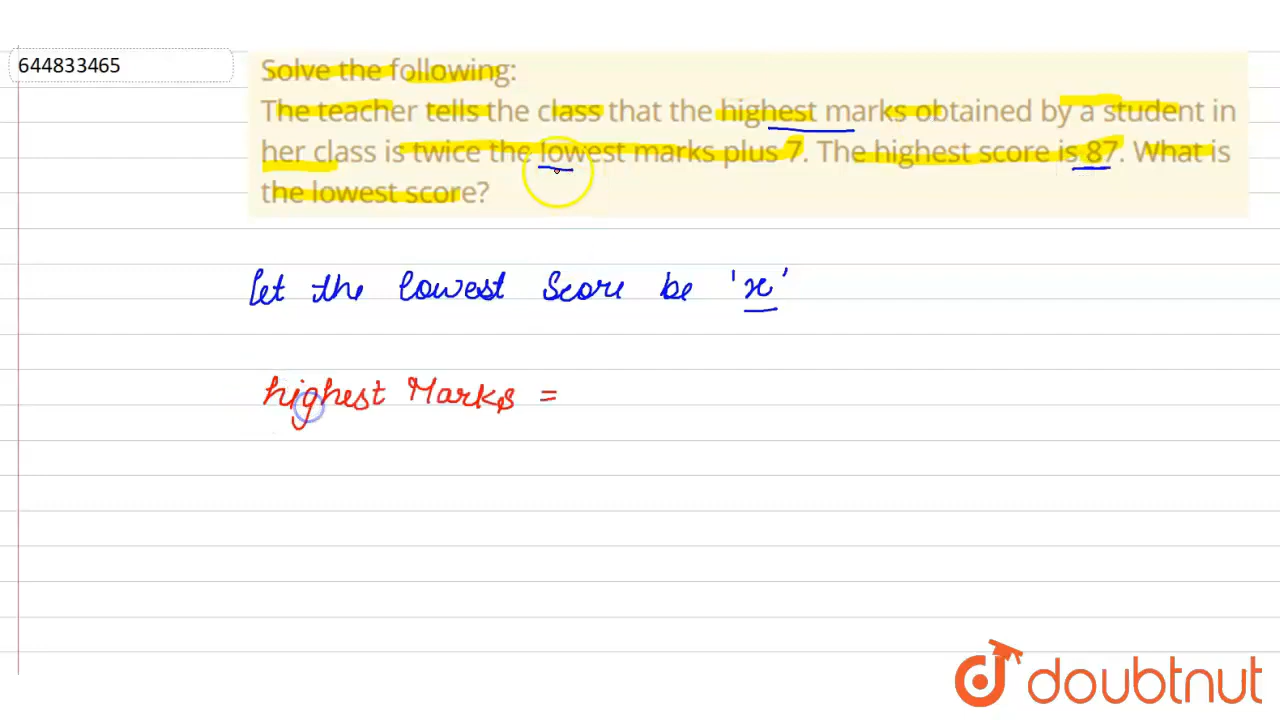 644833465
Solve the following:
The teacher tells the class that the highest marks obtained by a student in
her class is twice the lowest marks plus 7. The highest score is 87. What is
the lowest score?
Let the lowest Score be 'x'
highest Marks =
doubtnut